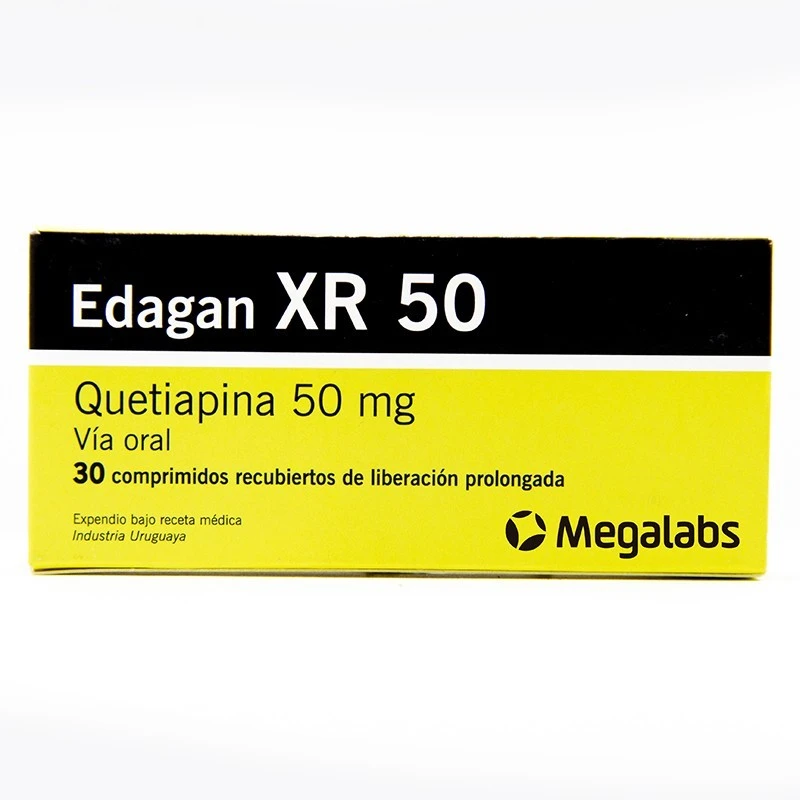 Edagan XR 50
Quetiapina 50 mg
Vía oral
30 comprimidos recubiertos de liberación prolongada
Expendio bajo receta médica
Industria Uruguaya
Megalabs